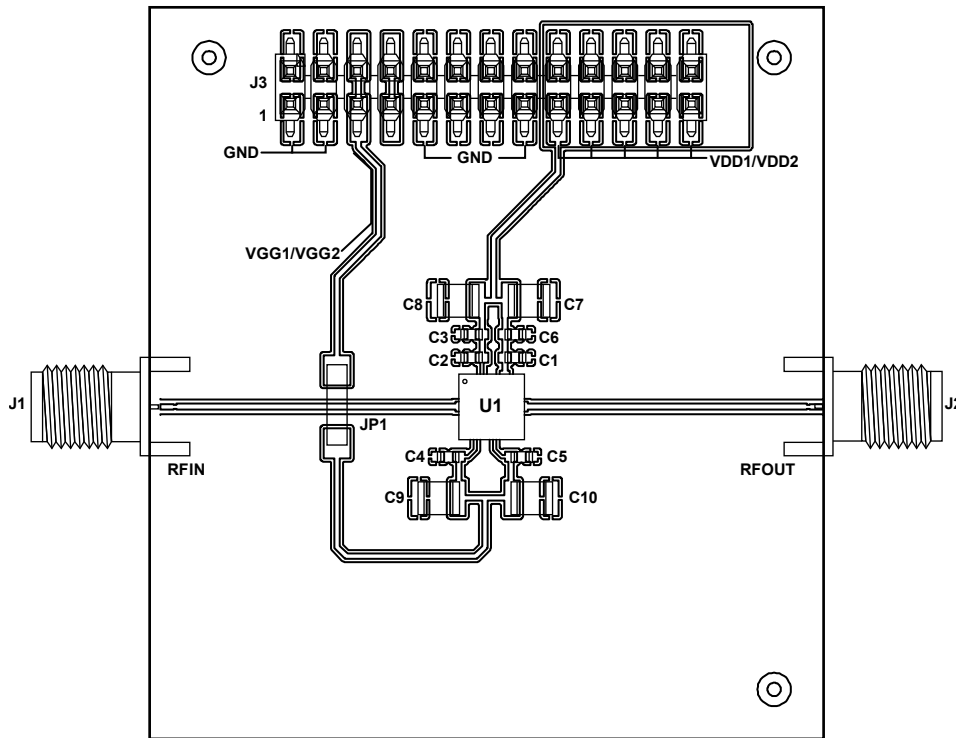 J3
1
GND
GND
VDD1/VDD2
VGG1/VGG2
C8
C7
C3
C6
C2
C1
J1
U1
J2
JP1
RFIN
C4
C5
RFOUT
C9
C10